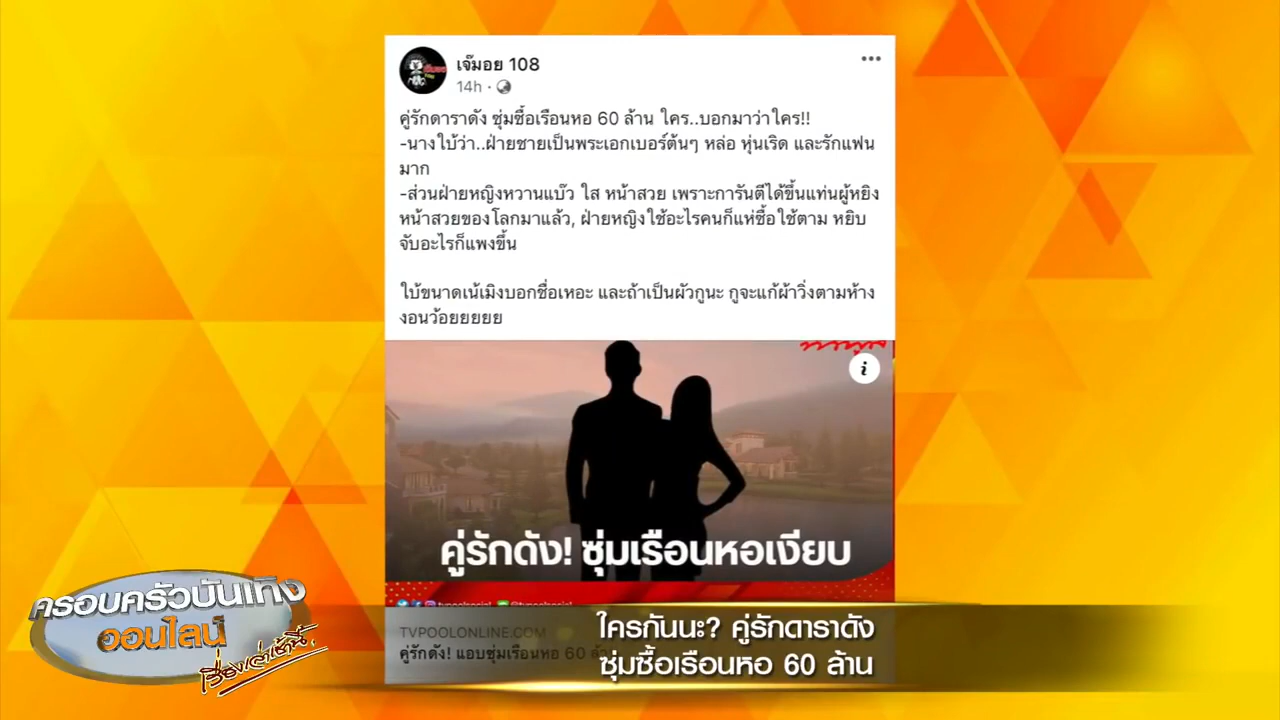 เจ๊มอย 108
14h
คู่รักดาราดัง ซุ่มซื้อเรือนหอ 60 ล้าน ใคร..บอกมาว่าใคร!!
-นางใบ้ว่า..ฝ่ายชายเป็นพระเอกเบอร์ต้นๆ หล่อ หุ่นเริด และรักแฟน
มาก
-ส่วนฝ่ายหญิงหวานแบ๊ว ใส หน้าสวย เพราะการันตีได้ขึ้นแท่นผู้หยิง
หน้าสวยของโลกมาแล้ว, ฝ่ายหญิงใช้อะไรคนก็แห่ซื้อใช้ตาม หยิบ
จับอะไรก็แพงขึ้น
ใบ้ขนาดเน้เมิงบอกชื่อเหอะ และถ้าเป็นผัวกูนะ กูจะแก้ผ้าวิ่งตามห้าง
งอนว้อยยยยย
คู่รักดัง! ซุ่มเรือนหอเงียบ
TVPOOLONLINE.COM
คู่รักดัง! แอบซุ่มเรือนหอ 60 ล้
ครอบครัวบันเทิง
ออนไลน์
เรื่องเล่าเช้านี้
ใครกันนะ? คู่รักดาราดัง
ซุ่มซื้อเรือนหอ 60 ล้าน